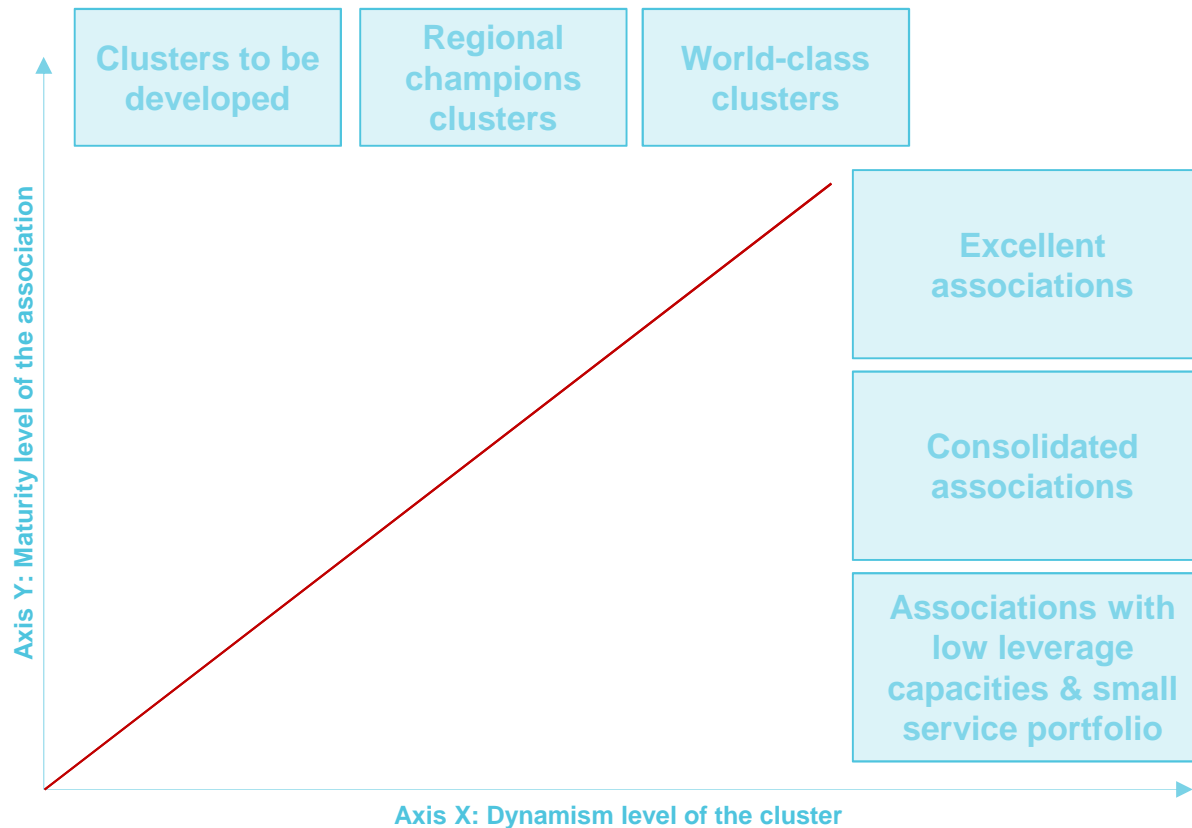 Clusters to be
developed
Regional
champions
clusters
World-class
clusters
Axis Y: Maturity level of the association
Excellent
associations
Consolidated
associations
Associations with
low leverage
capacities & small
service portfolio
Axis X: Dynamism level of the cluster